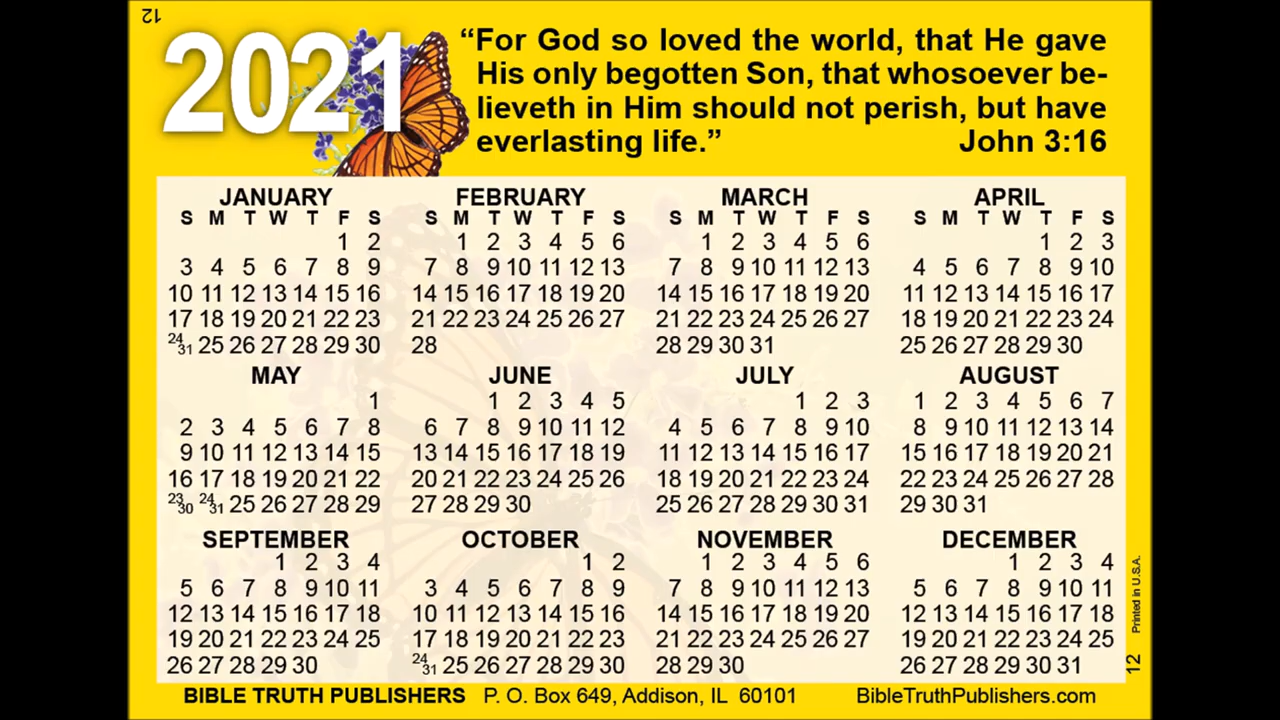 12
2021
“For God so loved the world, that He gave
His only begotten Son, that whosoever be-
lieveth in Him should not perish, but have
everlasting life.” John 3:16
JANUARY
S M T W T F S
1 2
3 4 5 6 7 8 9
10 11 12 13 14 15 16
17 18 19 20 21 22 23
24/31 25 26 27 28 29 30
FEBRUARY
S M T W T F S
1 2 3 4 5 6
7 8 9 10 11 12 13
14 15 16 17 18 19 20
21 22 23 24 25 26 27
28
MARCH
S M T W T F S
1 2 3 4 5 6
7 8 9 10 11 12 13
14 15 16 17 18 19 20
21 22 23 24 25 26 27
28 29 30 31
APRIL
S M T W T F S
1 2 3
4 5 6 7 8 9 10
11 12 13 14 15 16 17
18 19 20 21 22 23 24
25 26 27 28 29 30
MAY
1
2 3 4 5 6 7 8
9 10 11 12 13 14 15
16 17 18 19 20 21 22
23/30 24/31 25 26 27 28 29
JUNE
1 2 3 4 5
6 7 8 9 10 11 12
13 14 15 16 17 18 19
20 21 22 23 24 25 26
27 28 29 30
JULY
1 2 3
4 5 6 7 8 9 10
11 12 13 14 15 16 17
18 19 20 21 22 23 24
25 26 27 28 29 30 31
AUGUST
1 2 3 4 5 6 7
8 9 10 11 12 13 14
15 16 17 18 19 20 21
22 23 24 25 26 27 28
29 30 31
SEPTEMBER
1 2 3 4
5 6 7 8 9 10 11
12 13 14 15 16 17 18
19 20 21 22 23 24 25
26 27 28 29 30
OCTOBER
1 2
3 4 5 6 7 8 9
10 11 12 13 14 15 16
17 18 19 20 21 22 23
24/31 25 26 27 28 29 30
NOVEMBER
1 2 3 4 5 6
7 8 9 10 11 12 13
14 15 16 17 18 19 20
21 22 23 24 25 26 27
28 29 30
DECEMBER
1 2 3 4
5 6 7 8 9 10 11
12 13 14 15 16 17 18
19 20 21 22 23 24 25
26 27 28 29 30 31
12 Printed in U.S.A.
BIBLE TRUTH PUBLISHERS P. O. Box 649, Addison, IL 60101 BibleTruthPublishers.com